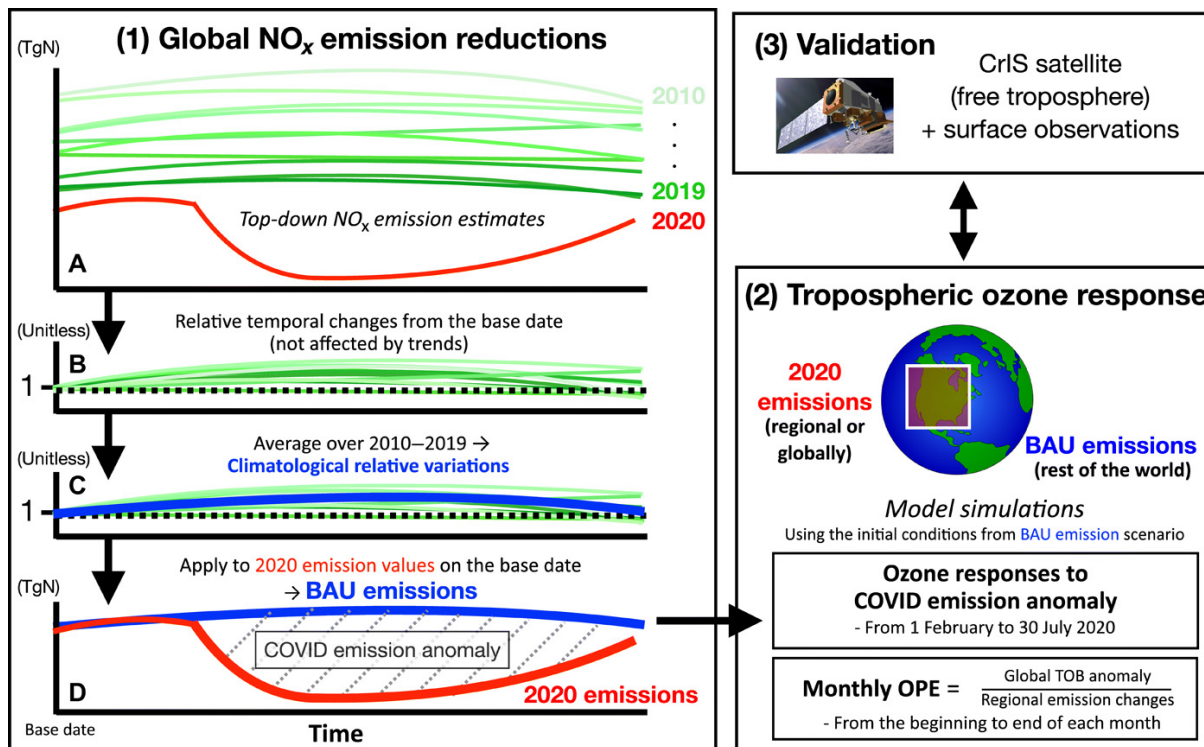 (1) Global NOx emission reductions
(TgN)
2010
.
.
.
2019
2020
Top-down NOx emission estimates
A
(Unitless)
Relative temporal changes from the base date
(not affected by trends)
B
1
(Unitless)
Average over 2010–2019 →
Climatological relative variations
C
1
(TgN)
Apply to 2020 emission values on the base date
→ BAU emissions
COVID emission anomaly
D
2020 emissions
Base date
Time
(3) Validation
CrIS satellite
(free troposphere)
+ surface observations
(2) Tropospheric ozone response
2020
emissions
(regional or
globally)
BAU emissions
(rest of the world)
Model simulations
Using the initial conditions from BAU emission scenario
Ozone responses to
COVID emission anomaly
- From 1 February to 30 July 2020
Monthly OPE = Global TOB anomaly
Regional emission changes
- From the beginning to end of each month